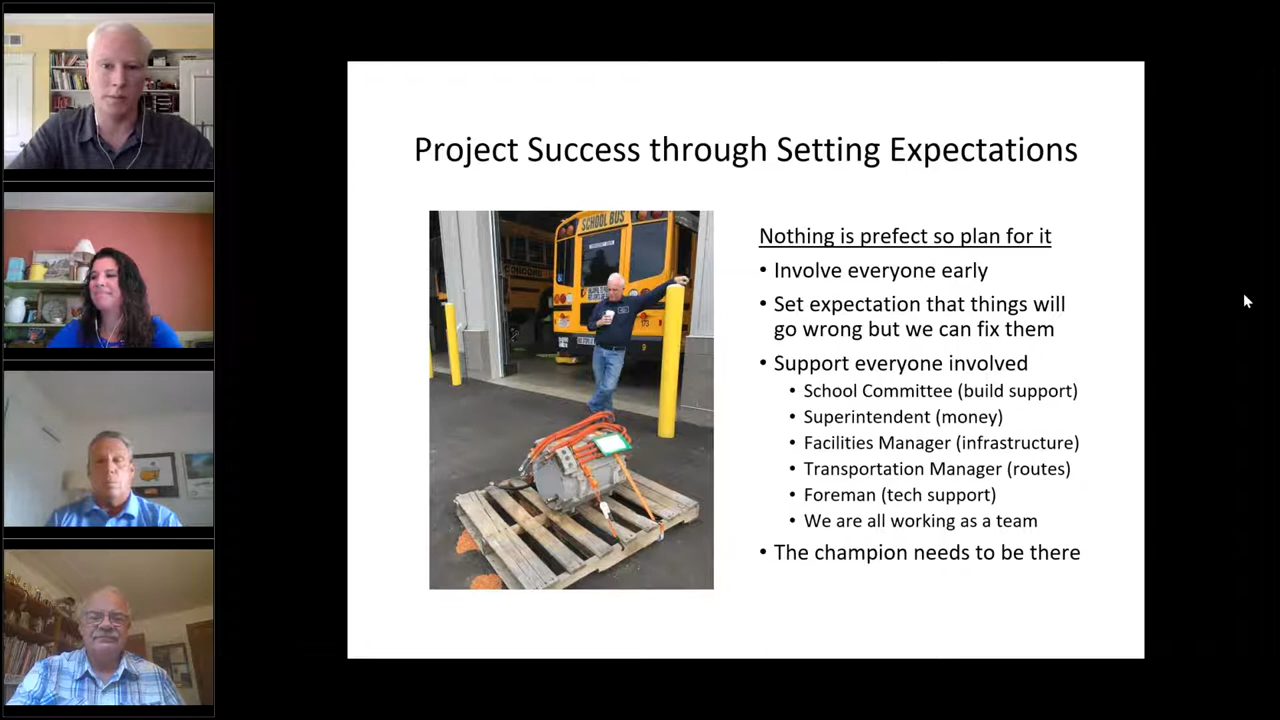 Project Success through Setting Expectations
SCHOOL BUS
Nothing is prefect so plan for it
• Involve everyone early
• Set expectation that things will
go wrong but we can fix them
• Support everyone involved
• School Committee (build support)
• Superintendent (money)
• Facilities Manager (infrastructure)
• Transportation Manager (routes)
• Foreman (tech support)
• We are all working as a team
• The champion needs to be there